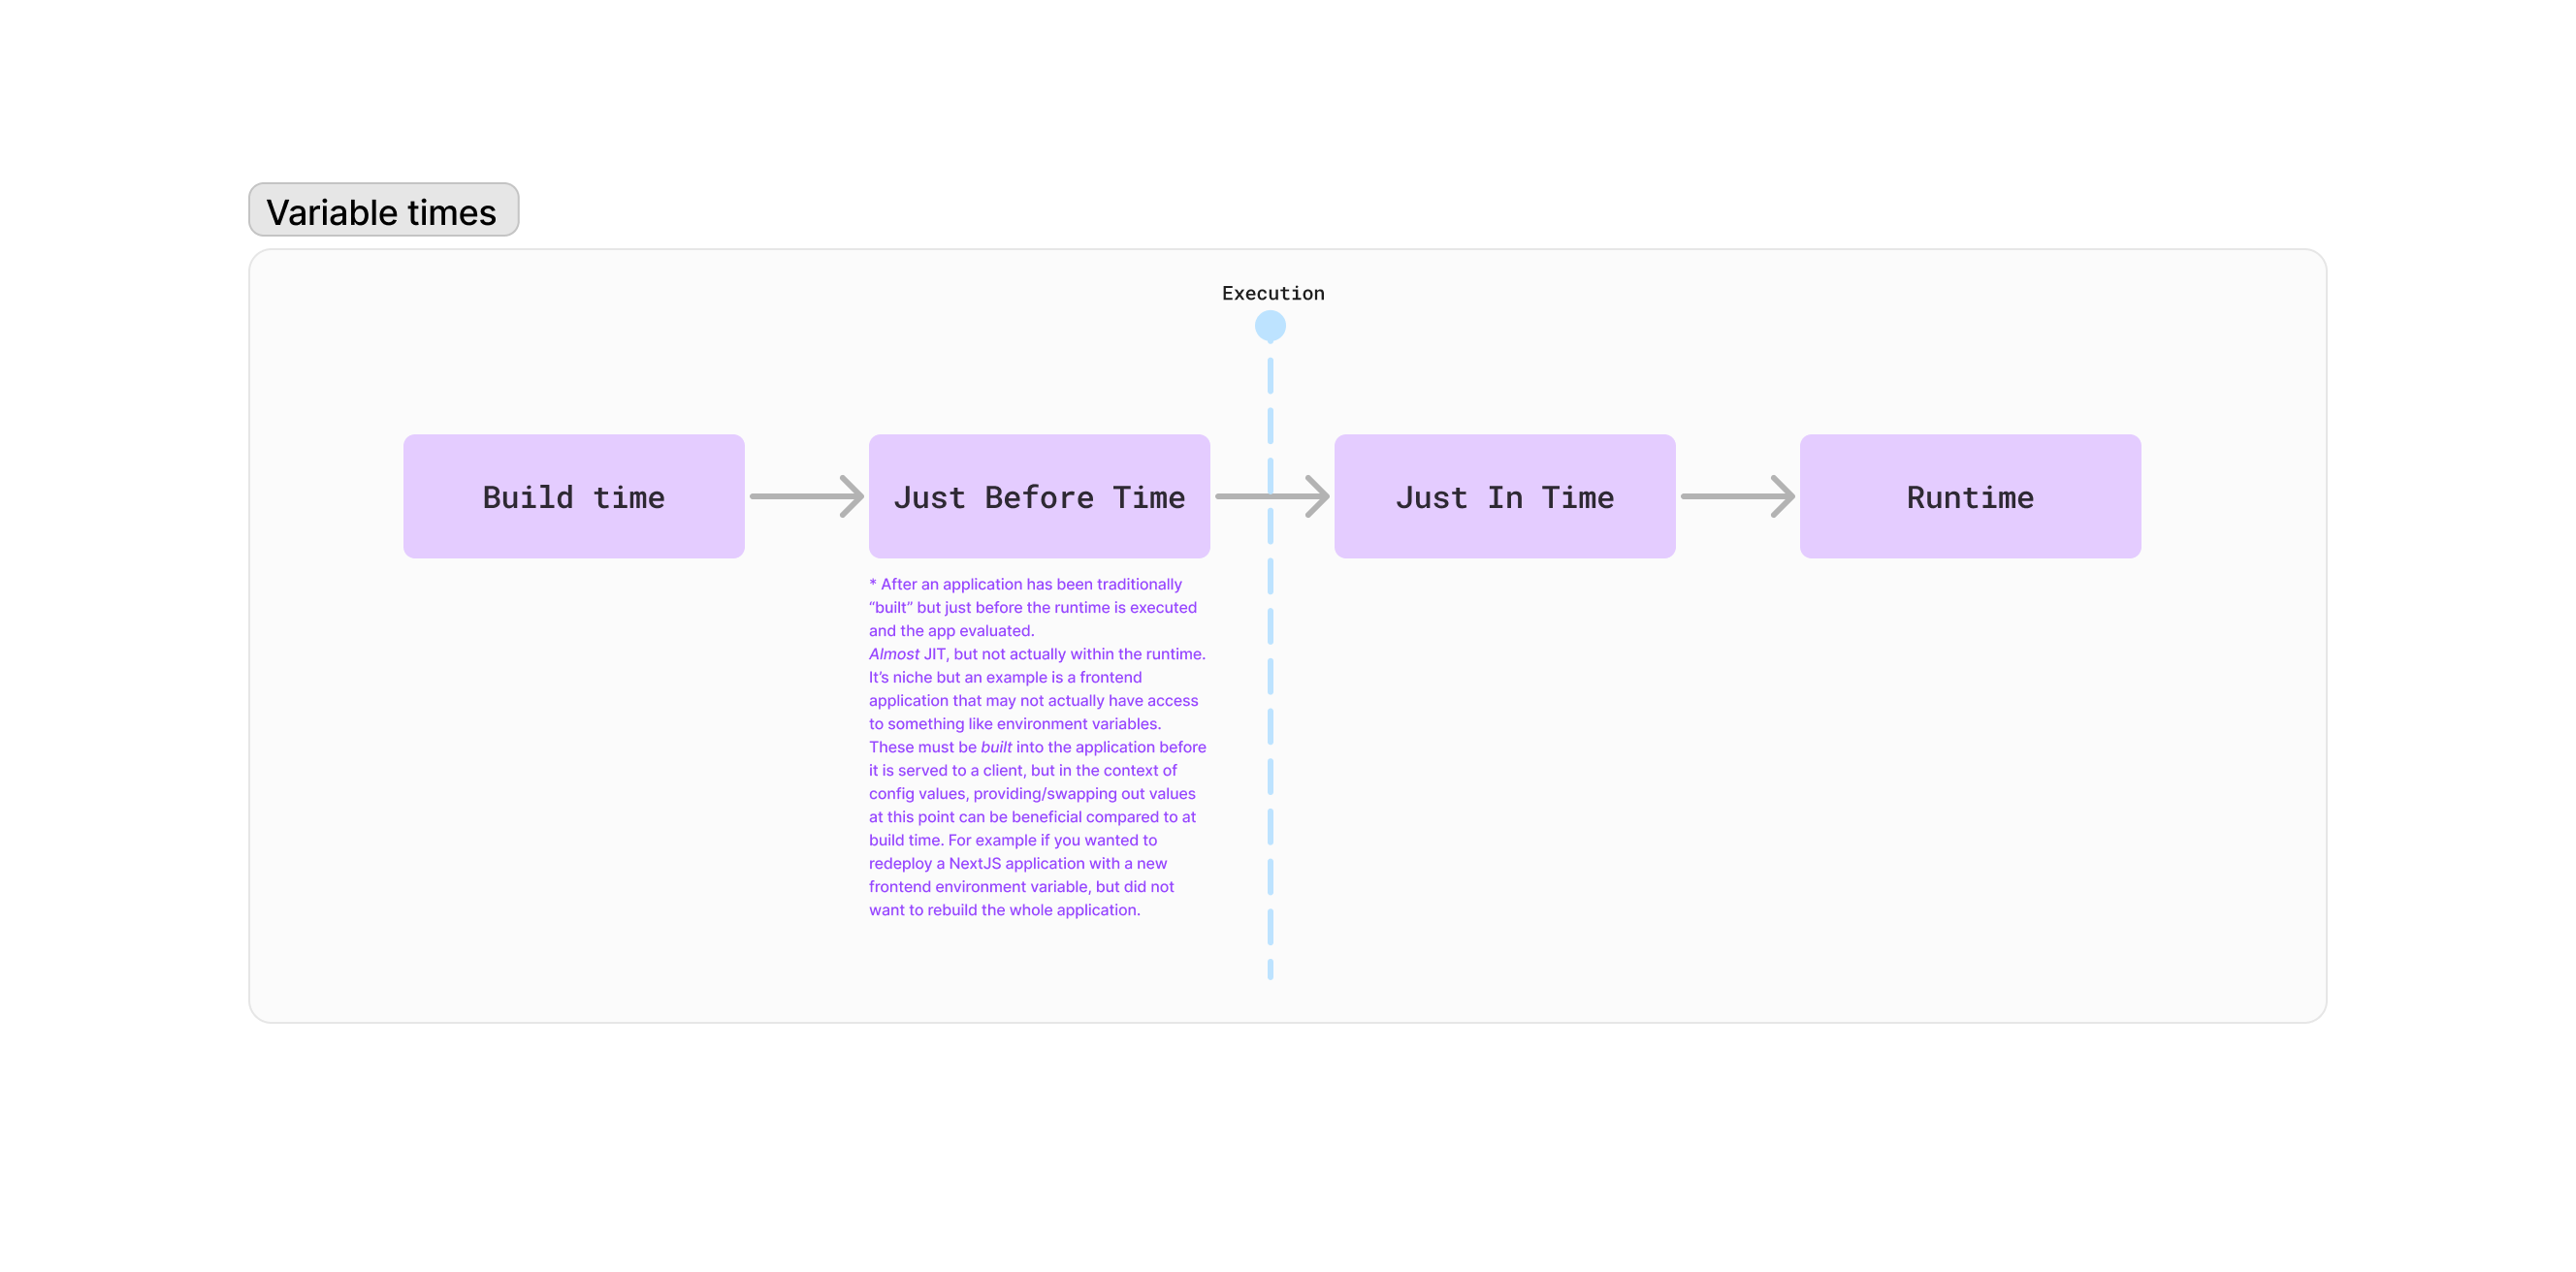 Variable times
Execution
Build time
Just Before Time
Just In Time
Runtime
* After an application has been traditionally
“built” but just before the runtime is executed
and the app evaluated.
Almost JIT, but not actually within the runtime.
It’s niche but an example is a frontend
application that may not actually have access
to something like environment variables.
These must be built into the application before
it is served to a client, but in the context of
config values, providing/swapping out values
at this point can be beneficial compared to at
build time. For example if you wanted to
redeploy a NextJS application with a new
frontend environment variable, but did not
want to rebuild the whole application.